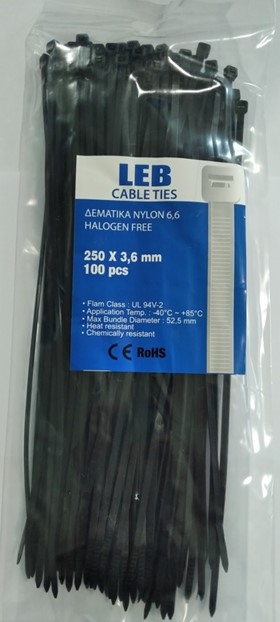 LEB
CABLE TIES
ΔΕΜΑΤΙΚΑ NYLON 6,6
HALOGEN FREE
250 X 3,6 mm
100 pcs
• Flam Class : UL 94V-2
• Application Temp. : -40°C ~ +85°C
• Max Bundle Diameter : 52,5 mm
• Heat resistant
• Chemically resistant
CE RoHS